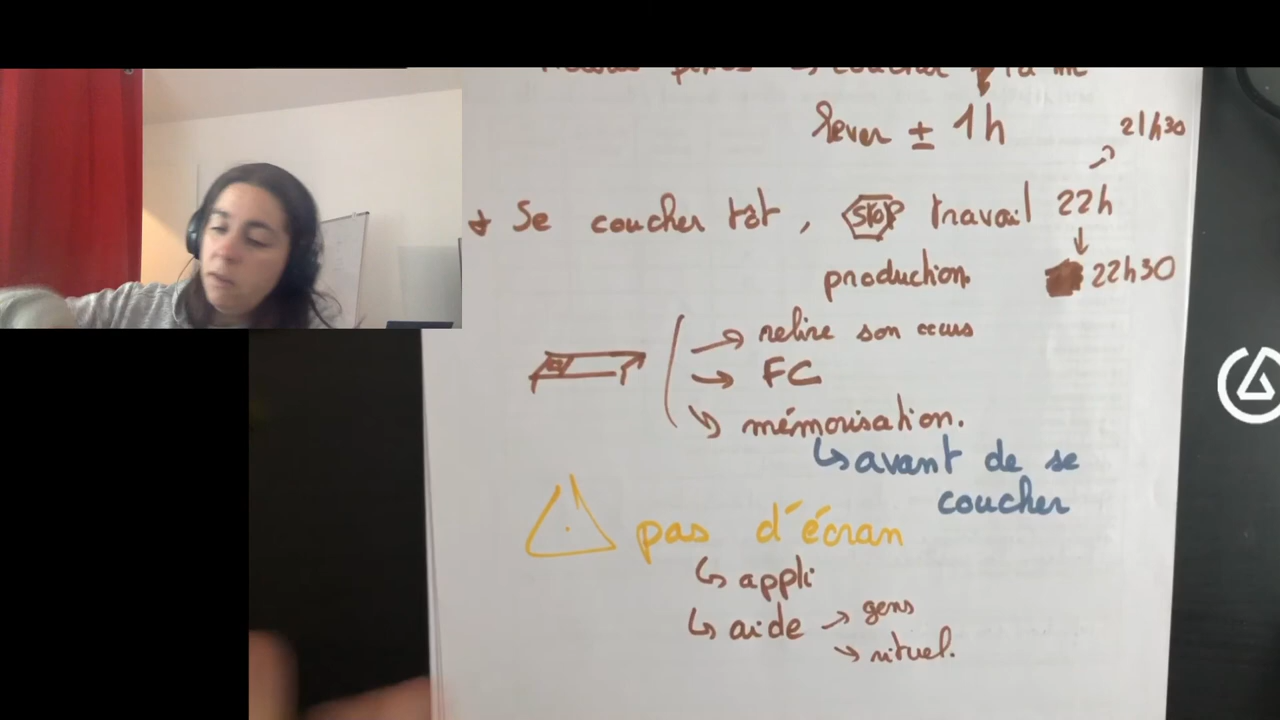 coucher
lever ± 1h
21h30
* Se coucher tôt, STOP travail 22h
production 22h30
→ relire son cours
→ FC
→ mémorisation.
↳ avant de se
coucher
pas d'écran
↳ appli
↳ aide → gens
→ rituel.